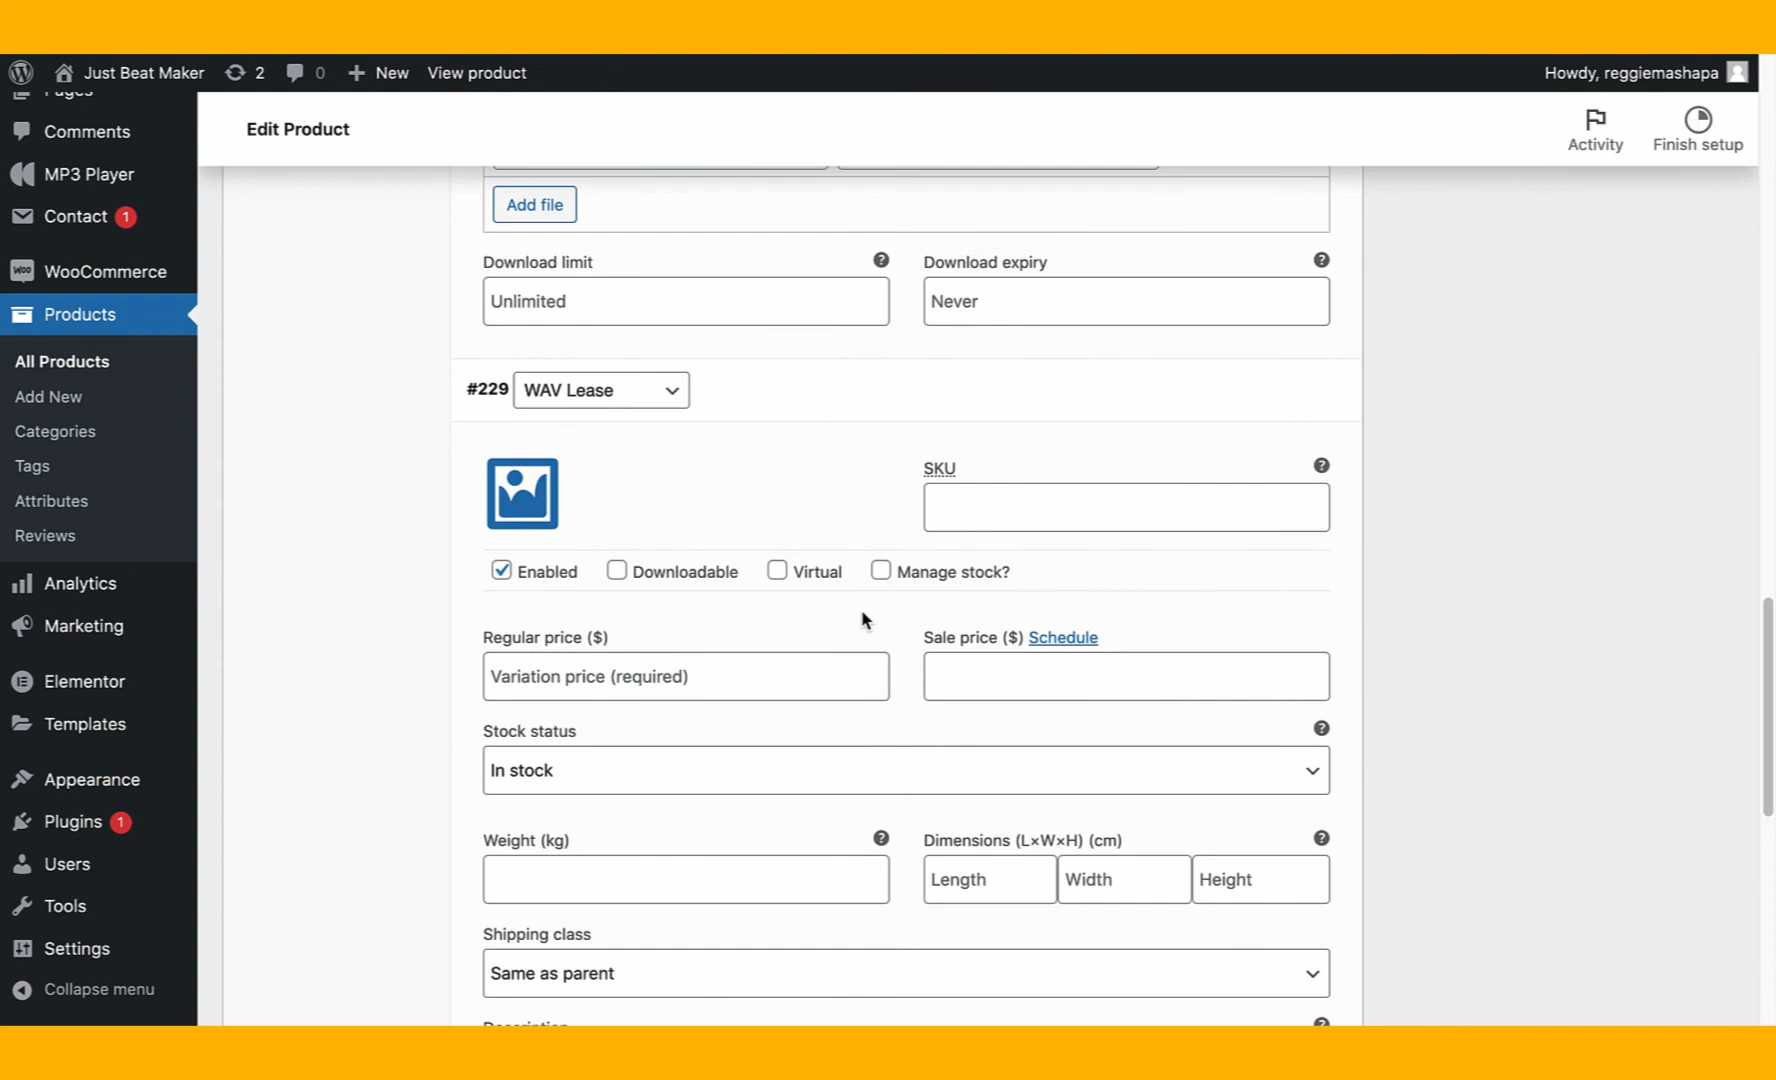 Just Beat Maker 2 0 New View product Howdy, reggiemashapa
Pages
Comments
MP3 Player
Contact 1
WooCommerce
Products
All Products
Add New
Categories
Tags
Attributes
Reviews
Analytics
Marketing
Elementor
Templates
Appearance
Plugins 1
Users
Tools
Settings
Collapse menu
Edit Product
Activity
Finish setup
Add file
Download limit ? Download expiry ?
Unlimited Never
#229 WAV Lease
SKU ?
Enabled Downloadable Virtual Manage stock?
Regular price ($) Sale price ($) Schedule
Variation price (required)
Stock status ?
In stock
Weight (kg) ? Dimensions (L×W×H) (cm) ?
Length Width Height
Shipping class
Same as parent
Description ?